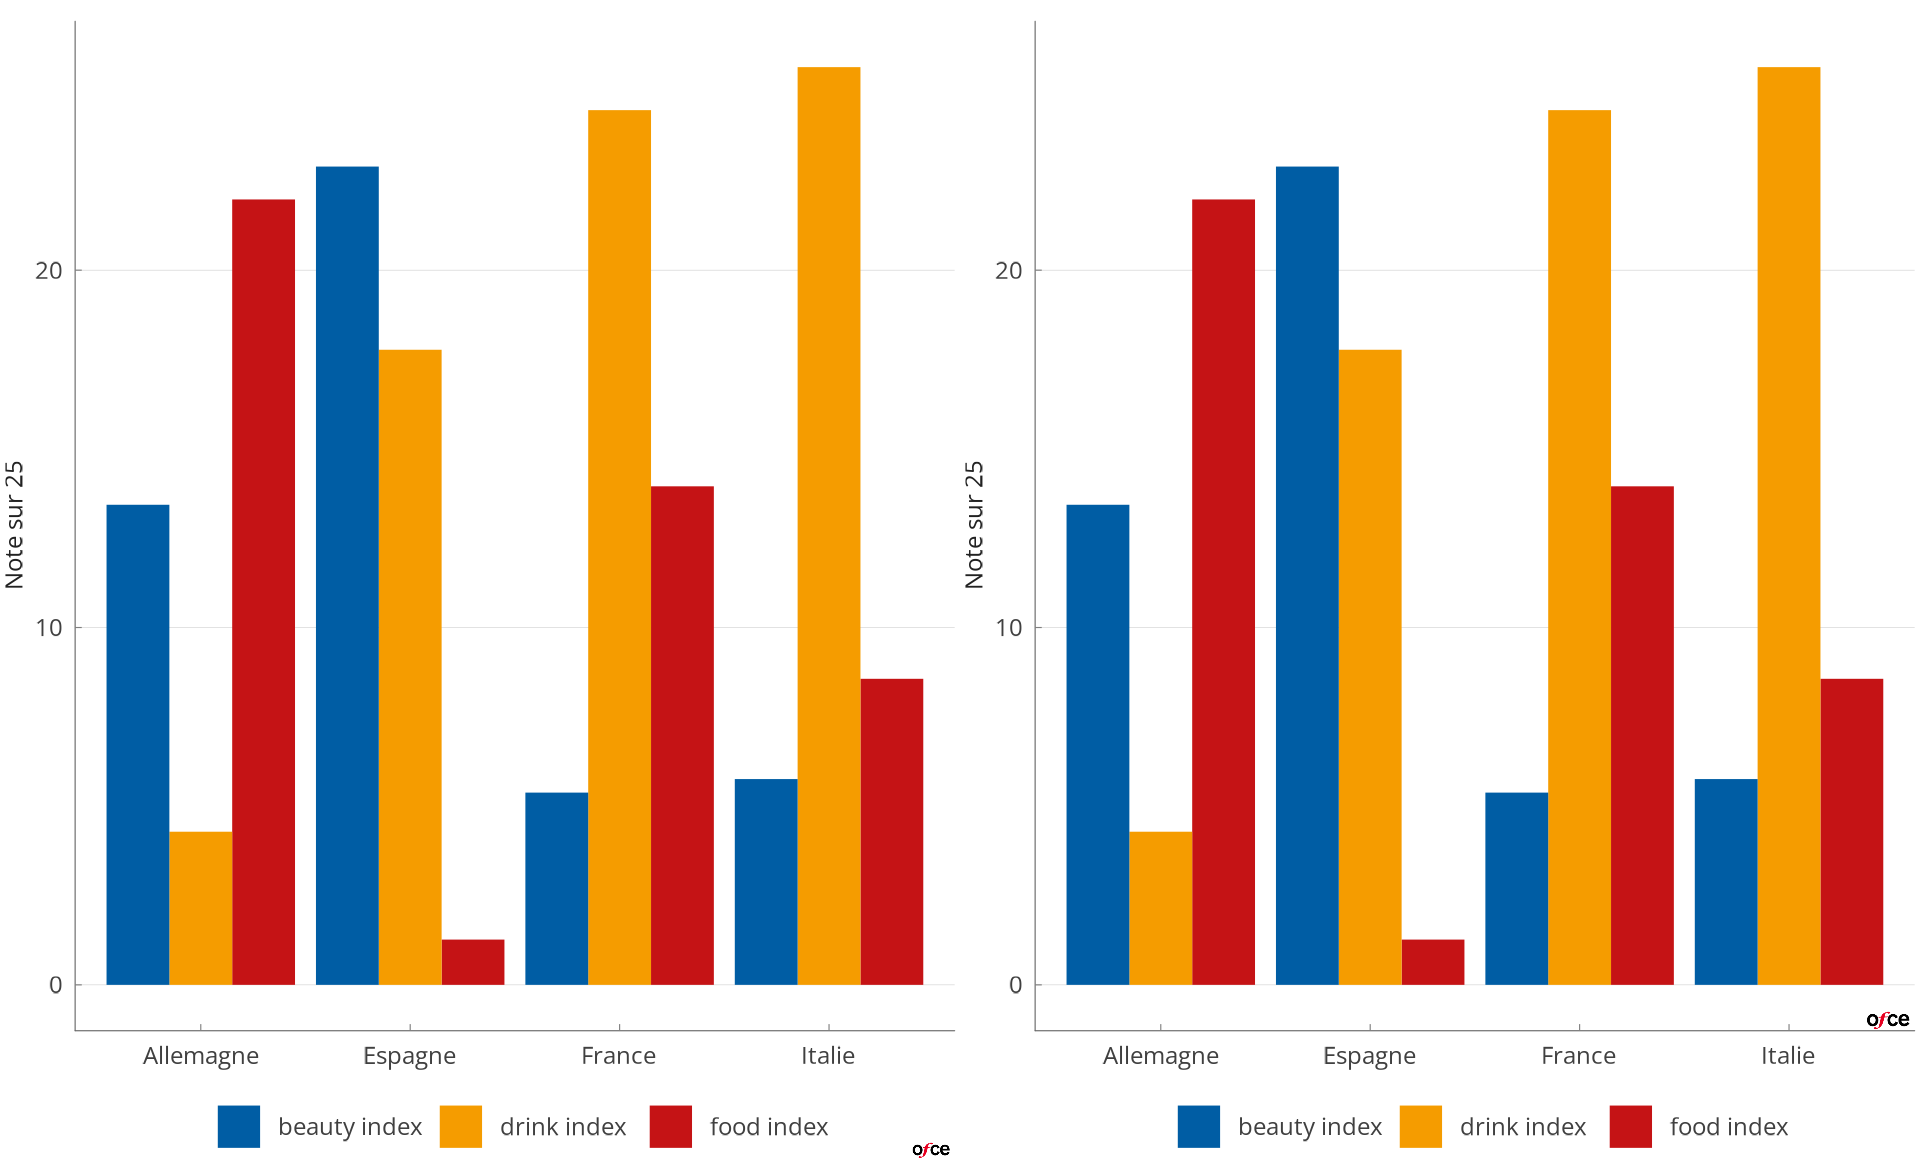 Note sur 25
20
10
0
Allemagne Espagne France Italie
beauty index drink index food index
ofce
Note sur 25
20
10
0
ofce
Allemagne Espagne France Italie
beauty index drink index food index